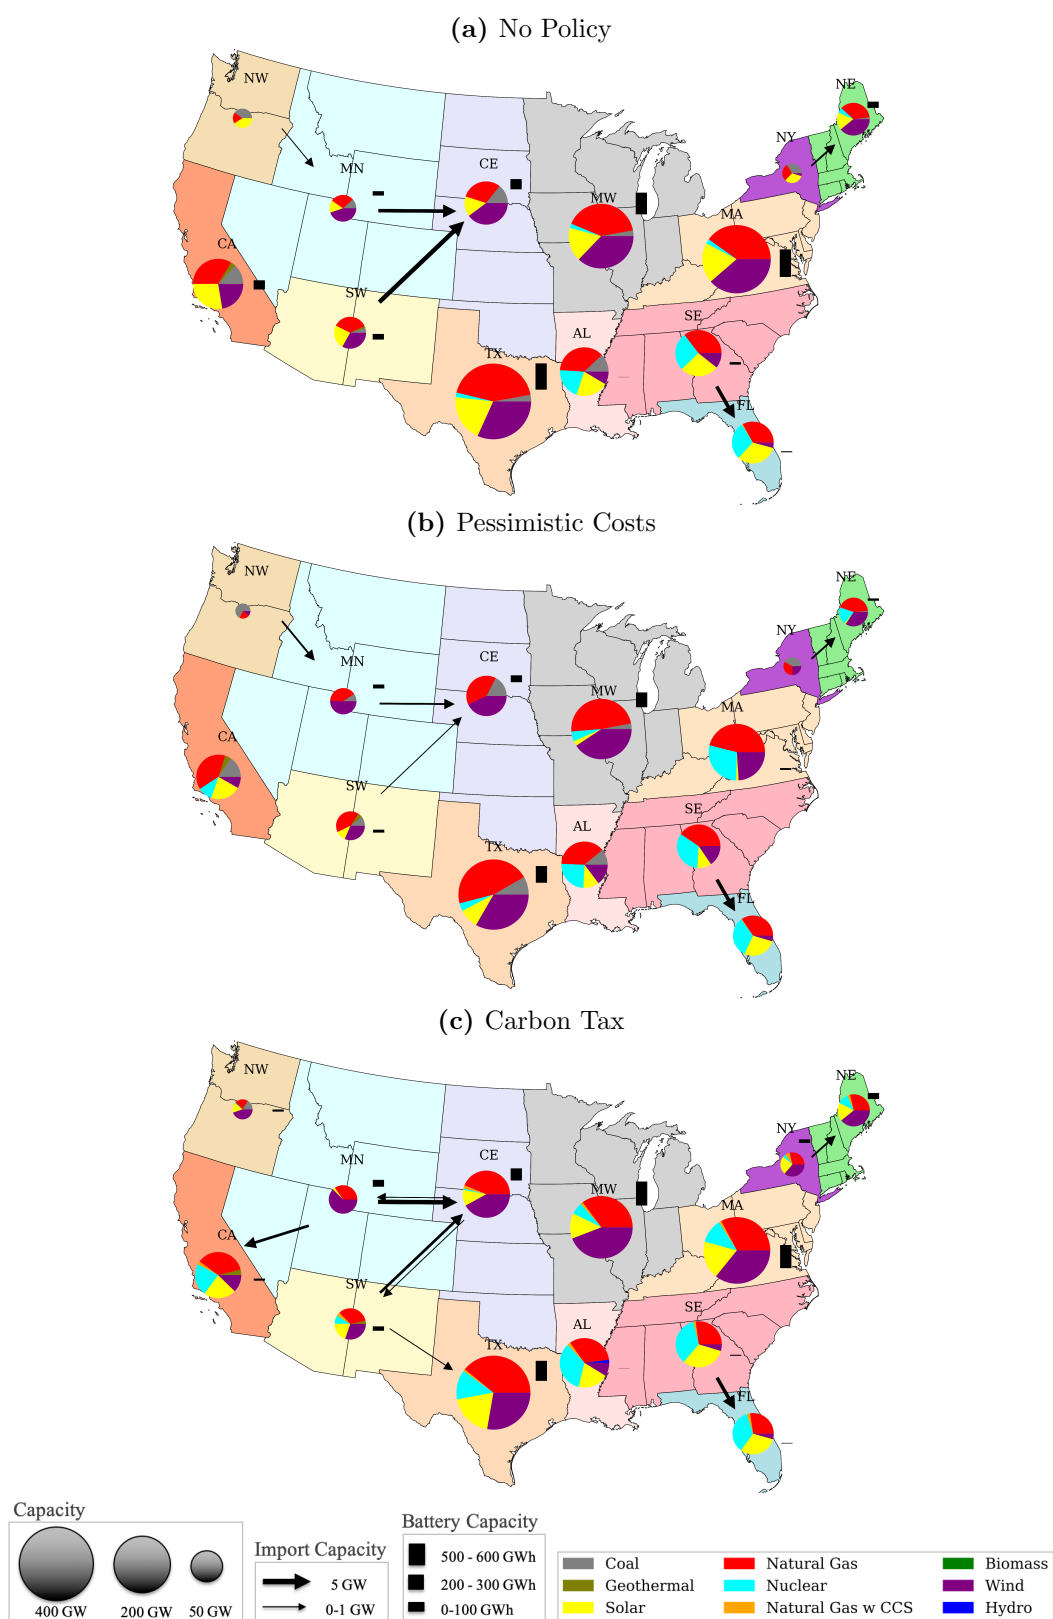 (a) No Policy
NW
NE
NY
MN
CE
MW
MA
CA
SW
SE
AL
TX
FL
(b) Pessimistic Costs
NW
NE
NY
MN
CE
MW
MA
CA
SW
SE
AL
TX
FL
(c) Carbon Tax
NW
NE
NY
MN
CE
MW
MA
CA
SW
SE
AL
TX
FL
Capacity
400 GW 200 GW 50 GW
Import Capacity
5 GW
0-1 GW
Battery Capacity
500 - 600 GWh
200 - 300 GWh
0-100 GWh
Coal Natural Gas Biomass
Geothermal Nuclear Wind
Solar Natural Gas w CCS Hydro